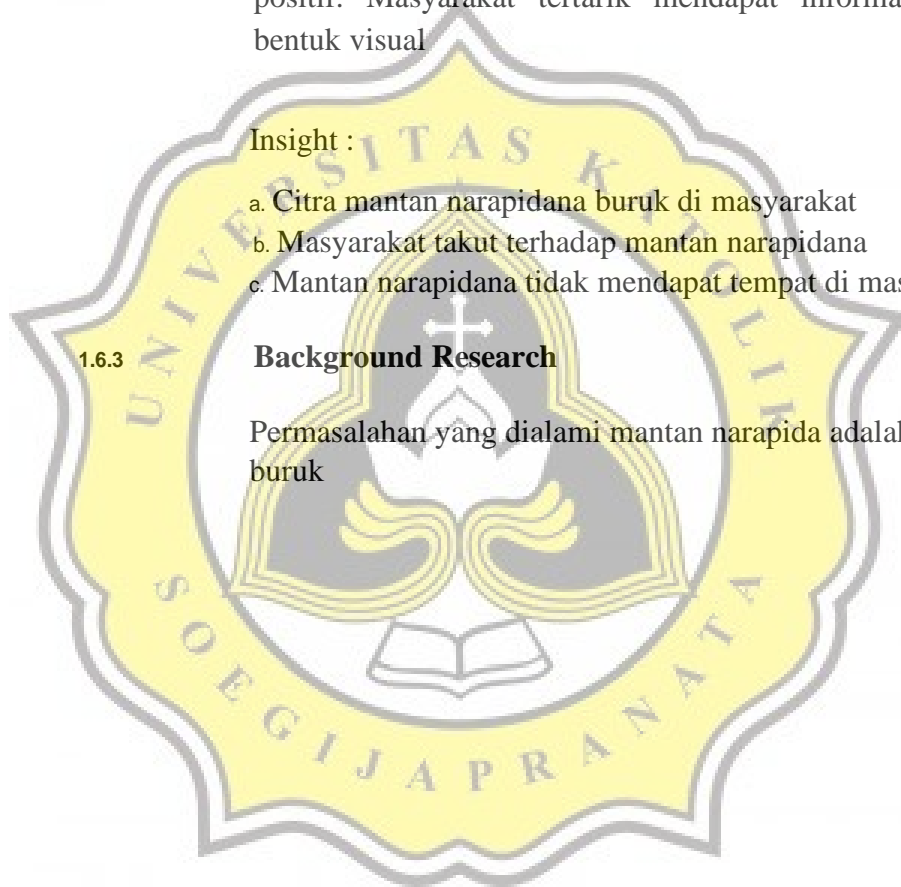 positif. Masyarakat tertarik mendapat informa
bentuk visual
Insight :
a. Citra mantan narapidana buruk di masyarakat
b. Masyarakat takut terhadap mantan narapidana
c. Mantan narapidana tidak mendapat tempat di mas
1.6.3 Background Research
Permasalahan yang dialami mantan narapida adalah
buruk
UNIVERSITAS KATOLIK
SOEGIJAPRANATA